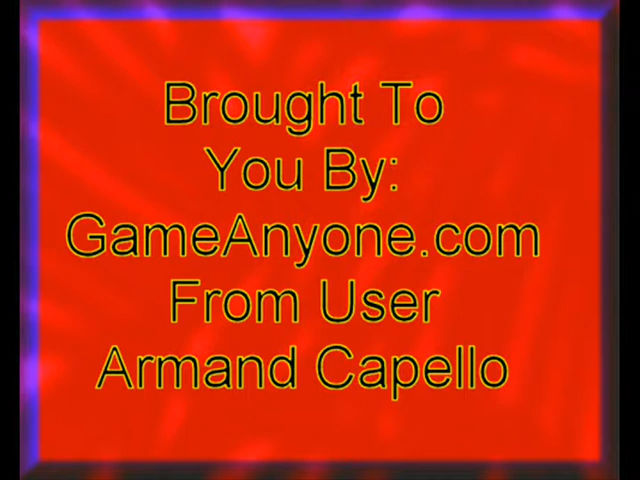 Brought To
You By:
GameAnyone.com
From User
Armand Capello